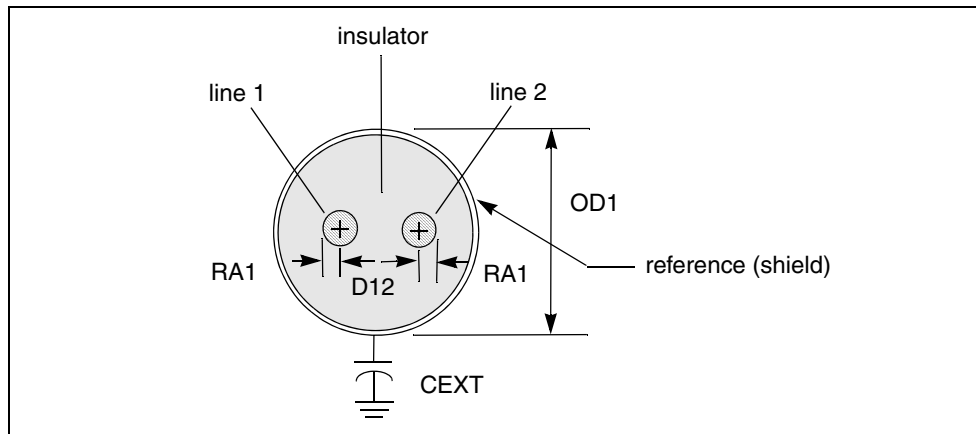 insulator
line 1
line 2
OD1
RA1
D12
RA1
reference (shield)
CEXT